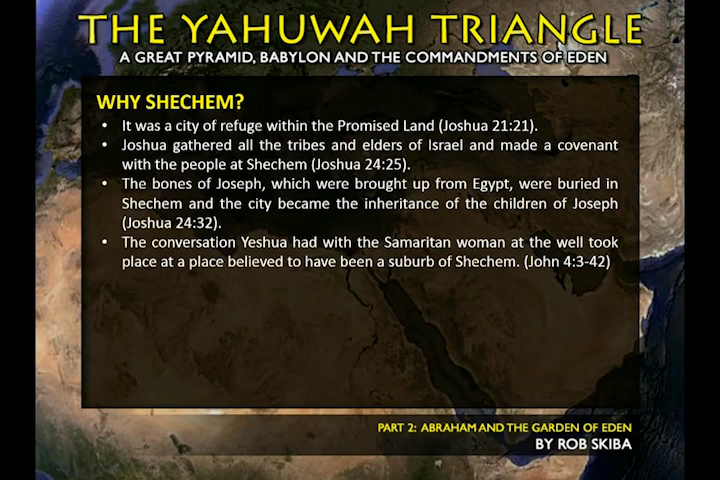 THE YAHUWAH TRIANGLE
A GREAT PYRAMID, BABYLON AND THE COMMANDMENTS OF EDEN
WHY SHECHEM?
• It was a city of refuge within the Promised Land (Joshua 21:21).
• Joshua gathered all the tribes and elders of Israel and made a covenant
with the people at Shechem (Joshua 24:25).
• The bones of Joseph, which were brought up from Egypt, were buried in
Shechem and the city became the inheritance of the children of Joseph
(Joshua 24:32).
• The conversation Yeshua had with the Samaritan woman at the well took
place at a place believed to have been a suburb of Shechem. (John 4:3-42)
PART 2: ABRAHAM AND THE GARDEN OF EDEN
BY ROB SKIBA